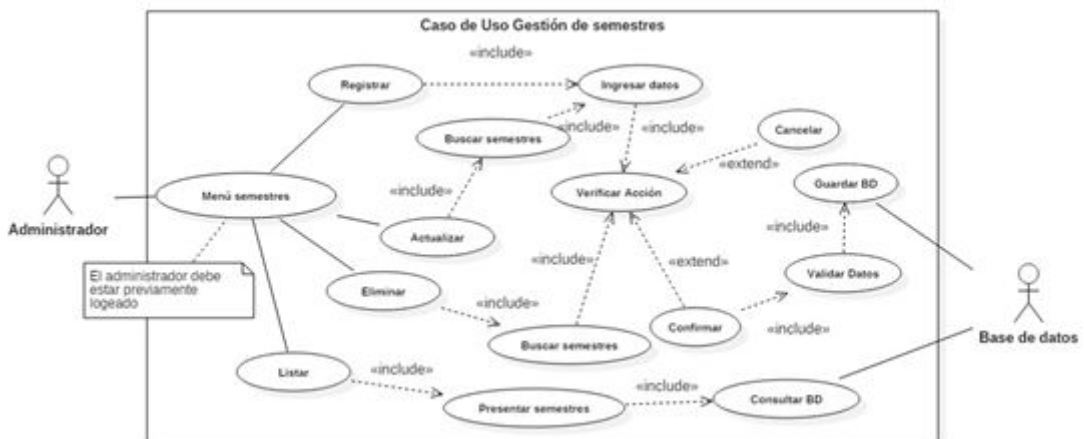 Caso de Uso Gestión de semestres
«include»
Registrar
Ingresar datos
Buscar semestres
«include»
«include»
Cancelar
«extend»
«include»
Menú semestres
Verificar Acción
Guardar BD
Administrador
Actualizar
«include»
El administrador debe
estar previamente
logeado
Eliminar
«include»
«extend»
Validar Datos
«include»
Confirmar
«include»
Buscar semestres
Base de datos
Listar
«include»
«include»
Presentar semestres
Consultar BD